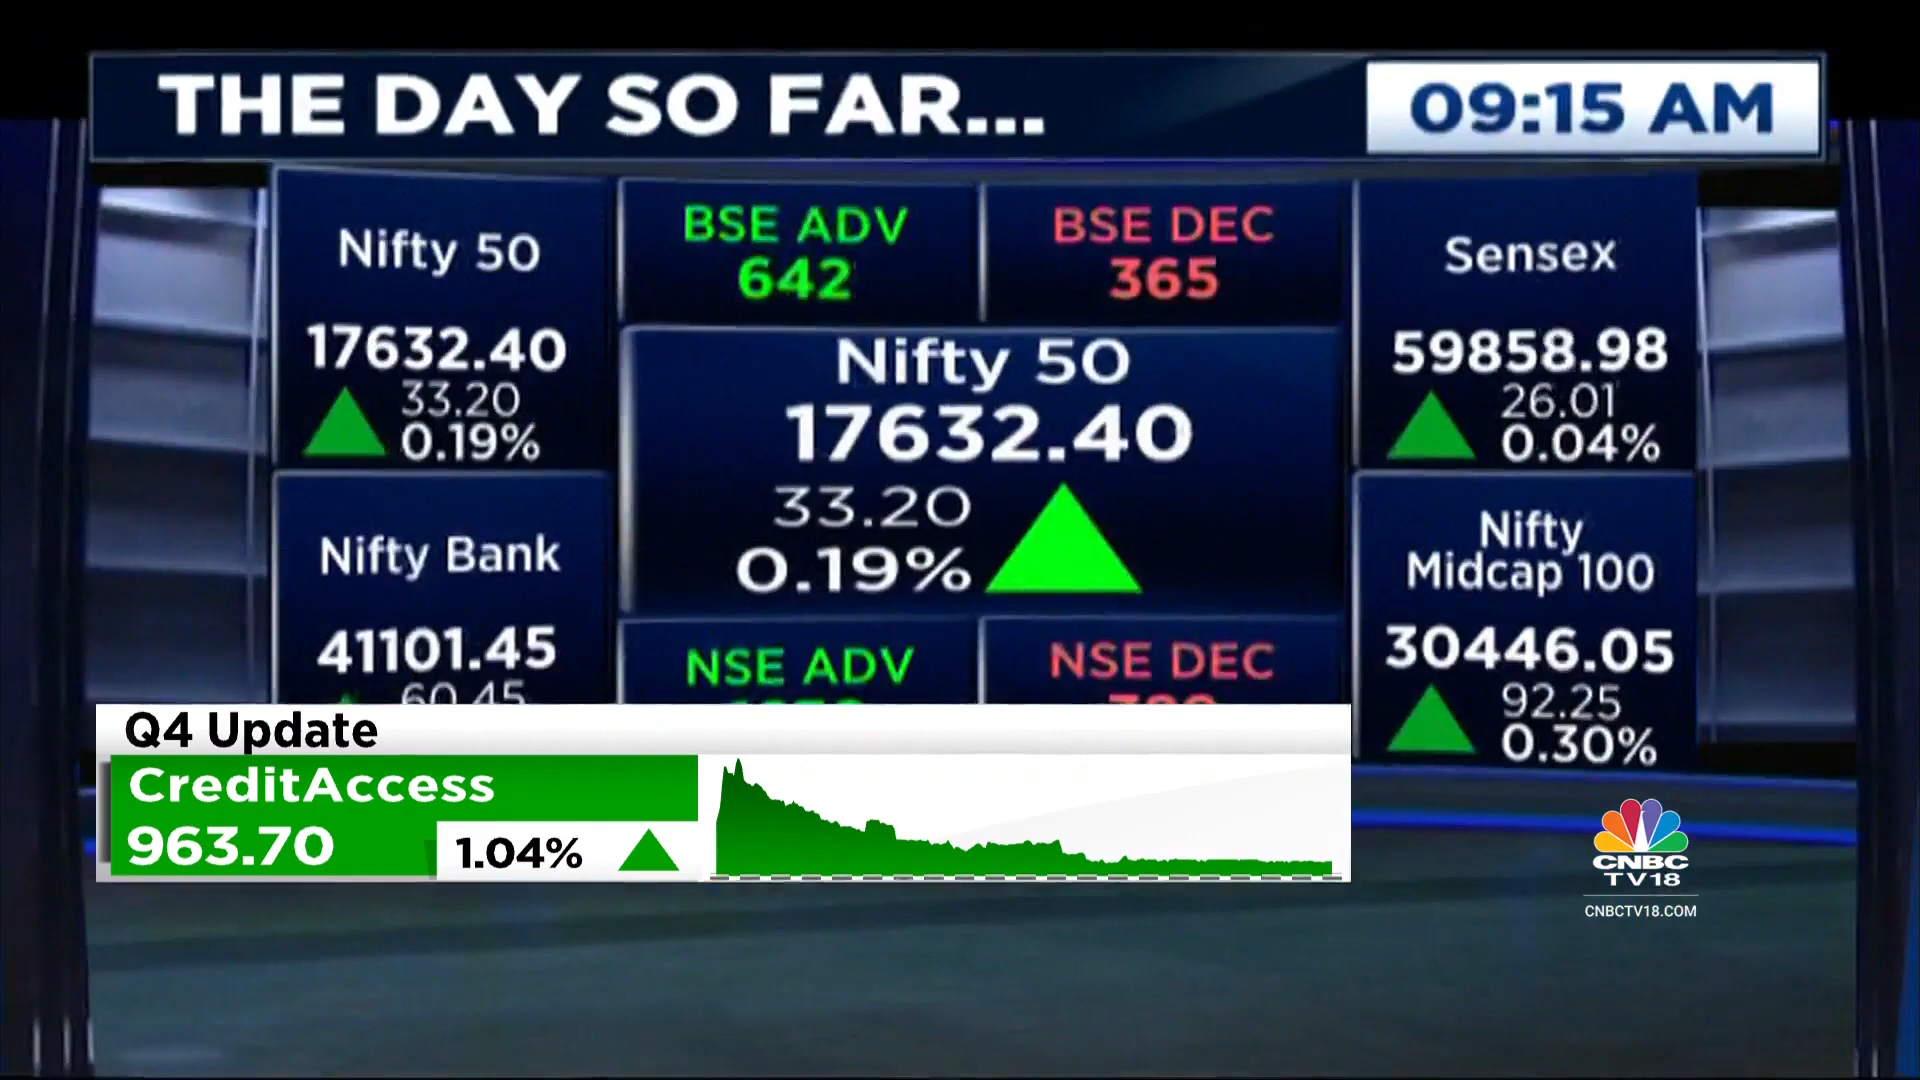 THE DAY SO FAR...
09:15 AM
Nifty 50
17632.40
33.20
0.19%
BSE ADV
642
BSE DEC
365
Nifty 50
17632.40
33.20
0.19%
Sensex
59858.98
26.01
0.04%
Nifty Bank
41101.45
60.45
NSE ADV
NSE DEC
Nifty
Midcap 100
30446.05
92.25
0.30%
Q4 Update
CreditAccess
963.70
1.04%
CNBC
TV18
CNBCTV18.COM